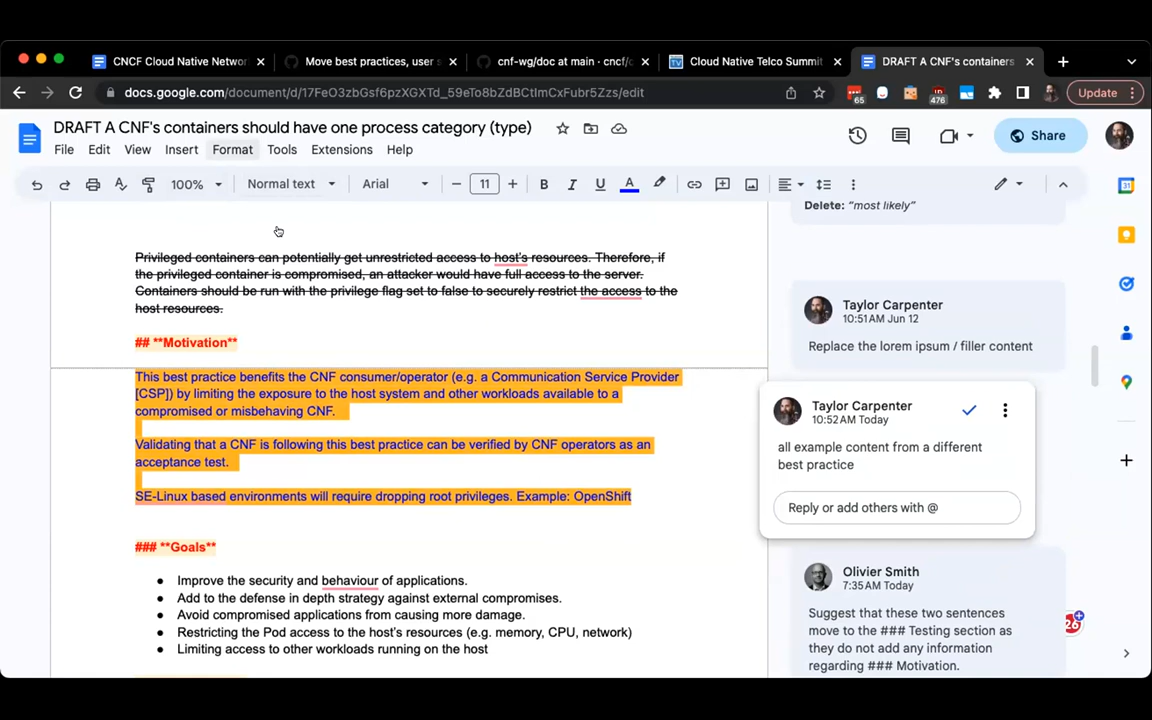 CNCF Cloud Native Networ
Move best practices, user s
cnf-wg/doc at main · cncf/c
Cloud Native Telco Summit
DRAFT A CNF's containers
docs.google.com/document/d/17FeO3zbGsf6pzXGXTd_59eTo8bZdBCtlmCxFubr5Zzs/edit
65
476
Update
DRAFT A CNF's containers should have one process category (type)
Share
File Edit View Insert Format Tools Extensions Help
100%
Normal text
Arial
11
B I U A
31
Delete: "most likely"
Privileged containers can potentially get unrestricted access to host's resources. Therefore, if
the privileged container is compromised, an attacker would have full access to the server.
Containers should be run with the privilege flag set to false to securely restrict the access to the
host resources.
## **Motivation**
This best practice benefits the CNF consumer/operator (e.g. a Communication Service Provider
[CSP]) by limiting the exposure to the host system and other workloads available to a
compromised or misbehaving CNF.
Validating that a CNF is following this best practice can be verified by CNF operators as an
acceptance test.
SE-Linux based environments will require dropping root privileges. Example: OpenShift
### **Goals**
● Improve the security and behaviour of applications.
● Add to the defense in depth strategy against external compromises.
● Avoid compromised applications from causing more damage.
● Restricting the Pod access to the host's resources (e.g. memory, CPU, network)
● Limiting access to other workloads running on the host
Taylor Carpenter
10:51 AM Jun 12
Replace the lorem ipsum / filler content
Taylor Carpenter
10:52 AM Today
all example content from a different
best practice
Reply or add others with @
Olivier Smith
7:35 AM Today
Suggest that these two sentences
move to the ### Testing section as
they do not add any information
regarding ### Motivation.